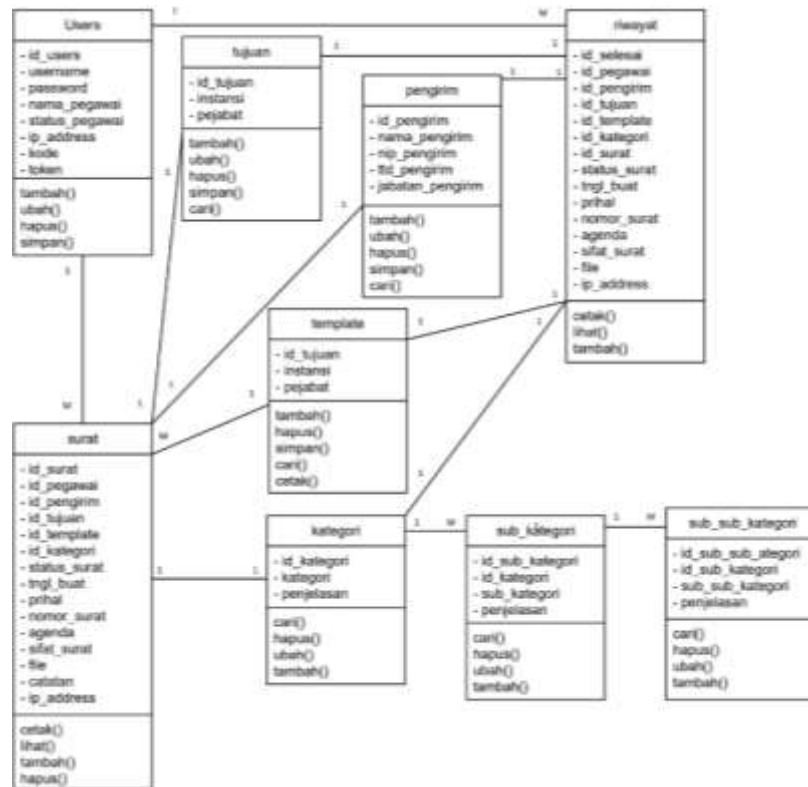 Users
- id_users
- username
- password
- nama_pegawai
- status_pegawai
- ip_address
- kode
- token
tambah()
ubah()
hapus()
simpan()
tujuan
- id_tujuan
- instansi
- pejabat
tambah()
ubah()
hapus()
simpan()
cari()
pengirim
- id_pengirim
- nama_pengirim
- nip_pengirim
- ttd_pengirim
- jabatan_pengirim
tambah()
ubah()
hapus()
simpan()
cari()
riwayat
- id_selesai
- id_pegawai
- id_pengirim
- id_tujuan
- id_template
- id_kategori
- id_surat
- status_surat
- tngl_buat
- prihal
- nomor_surat
- agenda
- sifat_surat
- file
- ip_address
cetak()
lihat()
tambah()
template
- id_tujuan
- instansi
- pejabat
tambah()
hapus()
simpan()
cari()
cetak()
surat
- id_surat
- id_pegawai
- id_pengirim
- id_tujuan
- id_template
- id_kategori
- status_surat
- tngl_buat
- prihal
- nomor_surat
- agenda
- sifat_surat
- file
- catatan
- ip_address
cetak()
lihat()
tambah()
hapus()
kategori
- id_kategori
- kategori
- penjelasan
cari()
hapus()
ubah()
tambah()
sub_kategori
- id_sub_kategori
- id_kategori
- sub_kategori
- penjelasan
cari()
hapus()
ubah()
tambah()
sub_sub_kategori
- id_sub_sub_ategori
- id_sub_kategori
- sub_sub_kategori
- penjelasan
cari()
hapus()
ubah()
tambah()